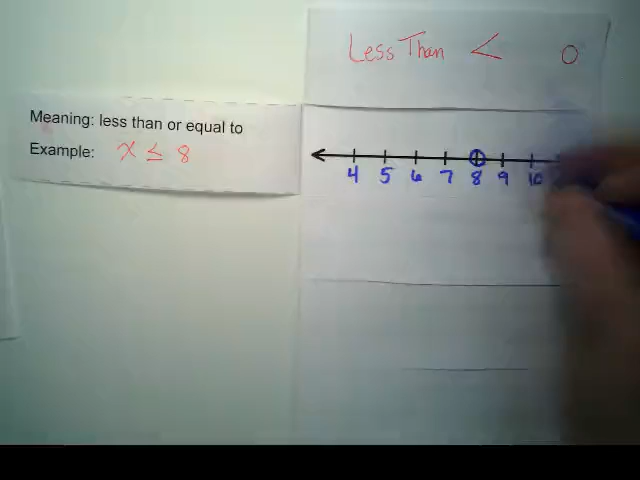 Less Than < o
Meaning: less than or equal to
Example: x ≤ 8
4 5 6 7 8 9 10